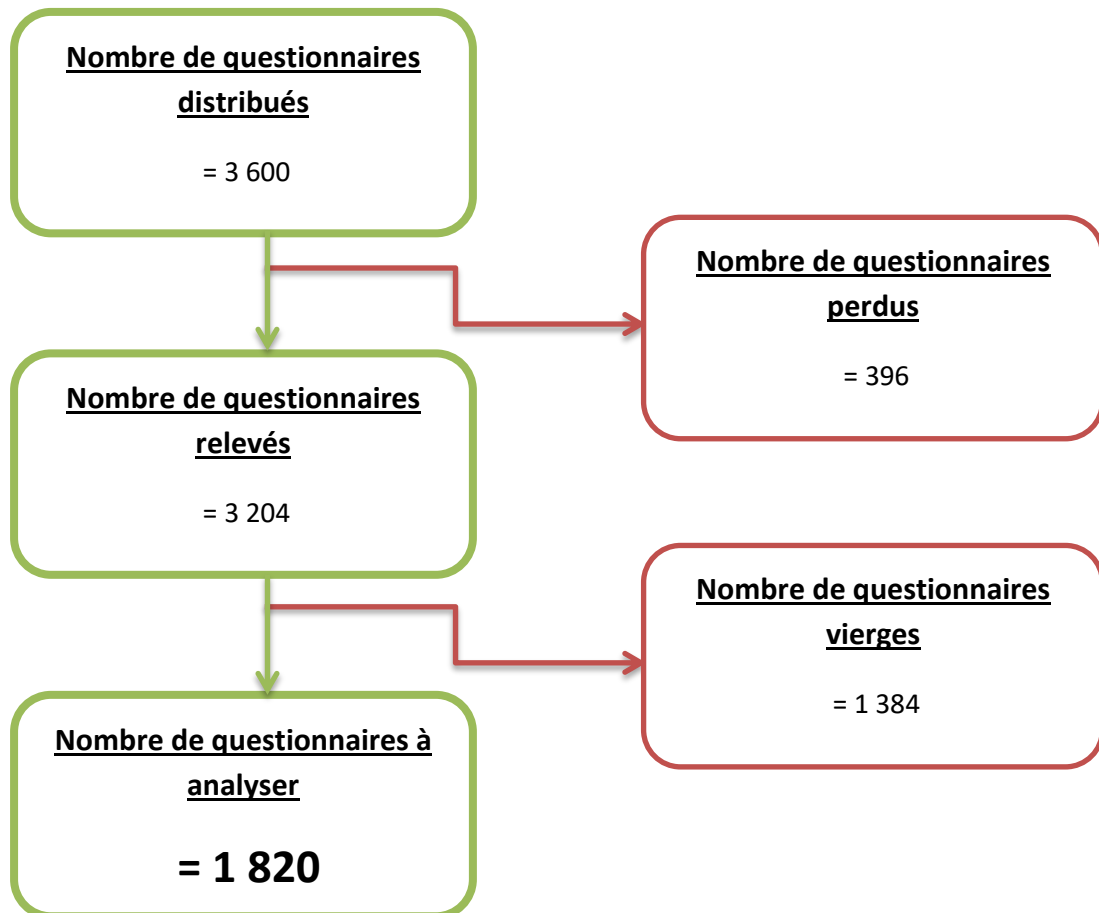 Nombre de questionnaires
distribués
= 3 600
Nombre de questionnaires
perdus
= 396
Nombre de questionnaires
relevés
= 3 204
Nombre de questionnaires
vierges
= 1 384
Nombre de questionnaires à
analyser
= 1 820